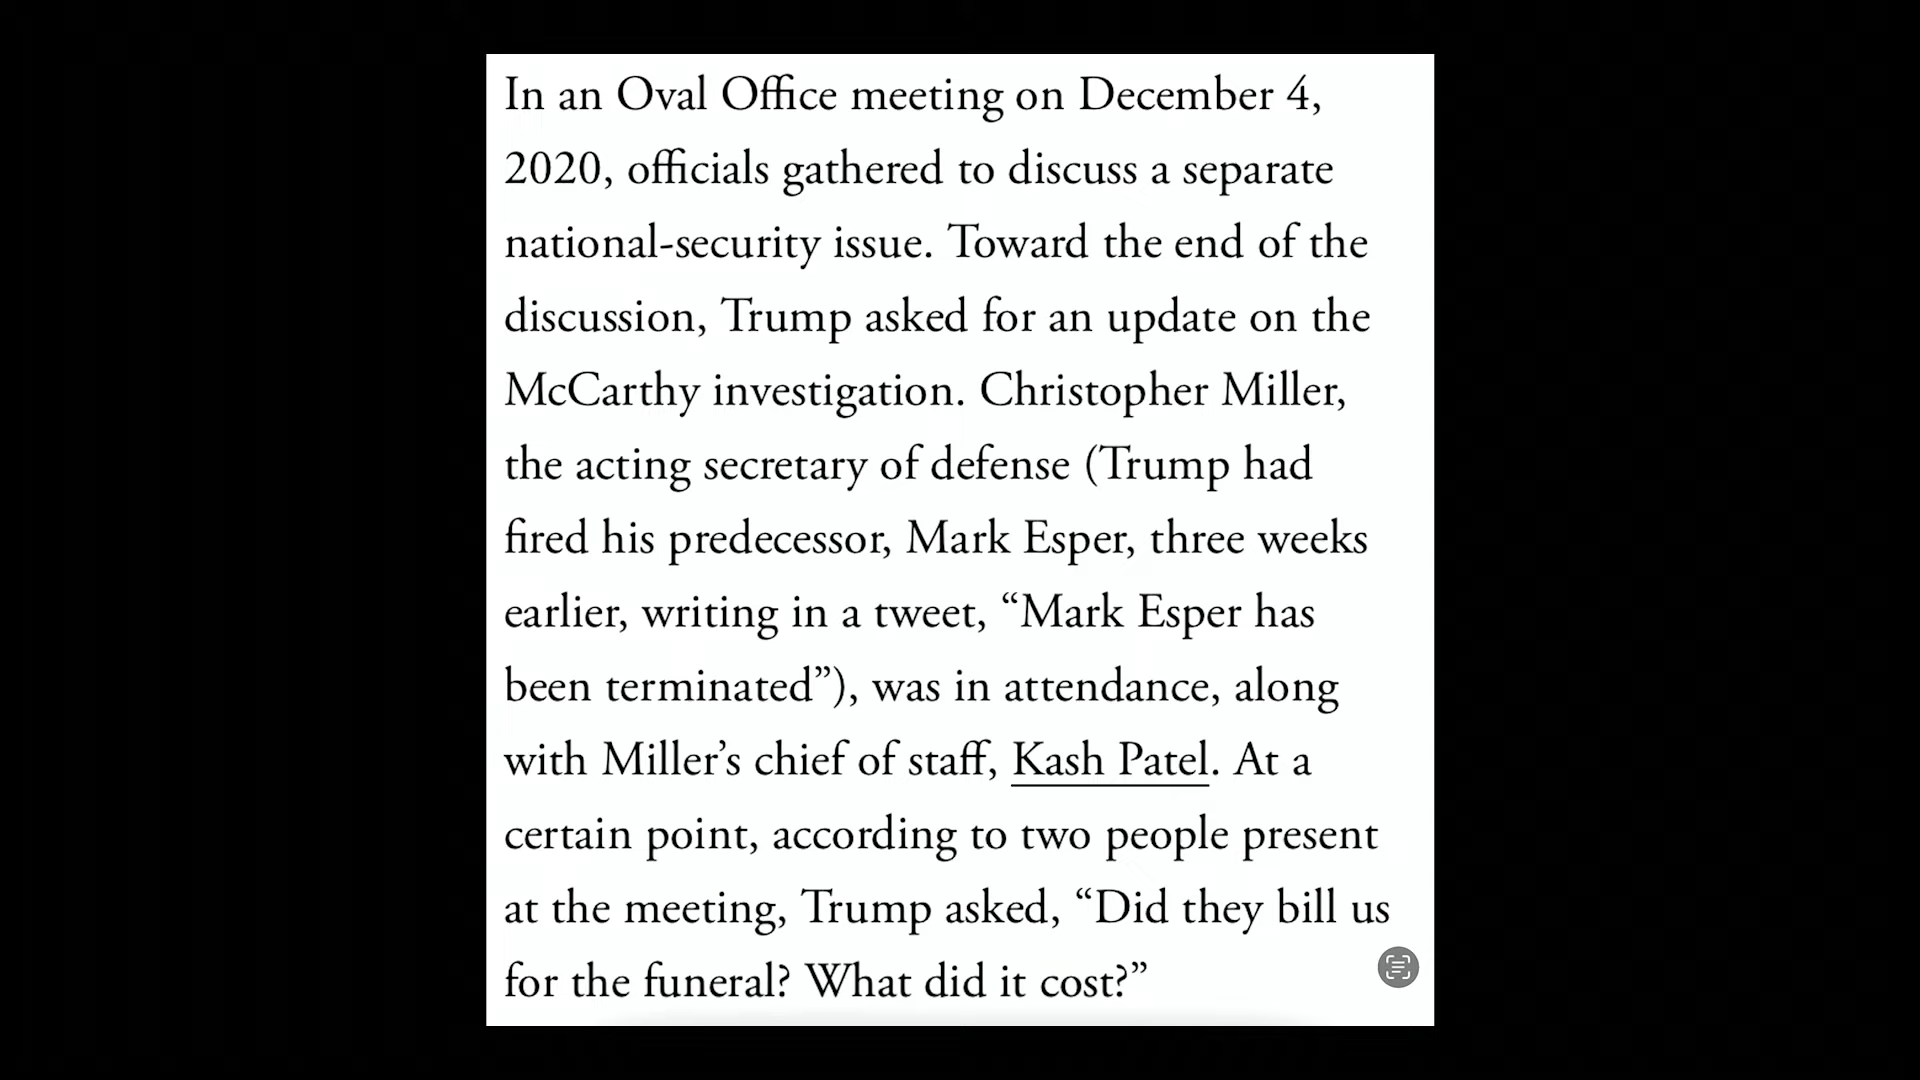 In an Oval Office meeting on December 4,
2020, officials gathered to discuss a separate
national-security issue. Toward the end of the
discussion, Trump asked for an update on the
McCarthy investigation. Christopher Miller,
the acting secretary of defense (Trump had
fired his predecessor, Mark Esper, three weeks
earlier, writing in a tweet, “Mark Esper has
been terminated”), was in attendance, along
with Miller’s chief of staff, Kash Patel. At a
certain point, according to two people present
at the meeting, Trump asked, “Did they bill us
for the funeral? What did it cost?”